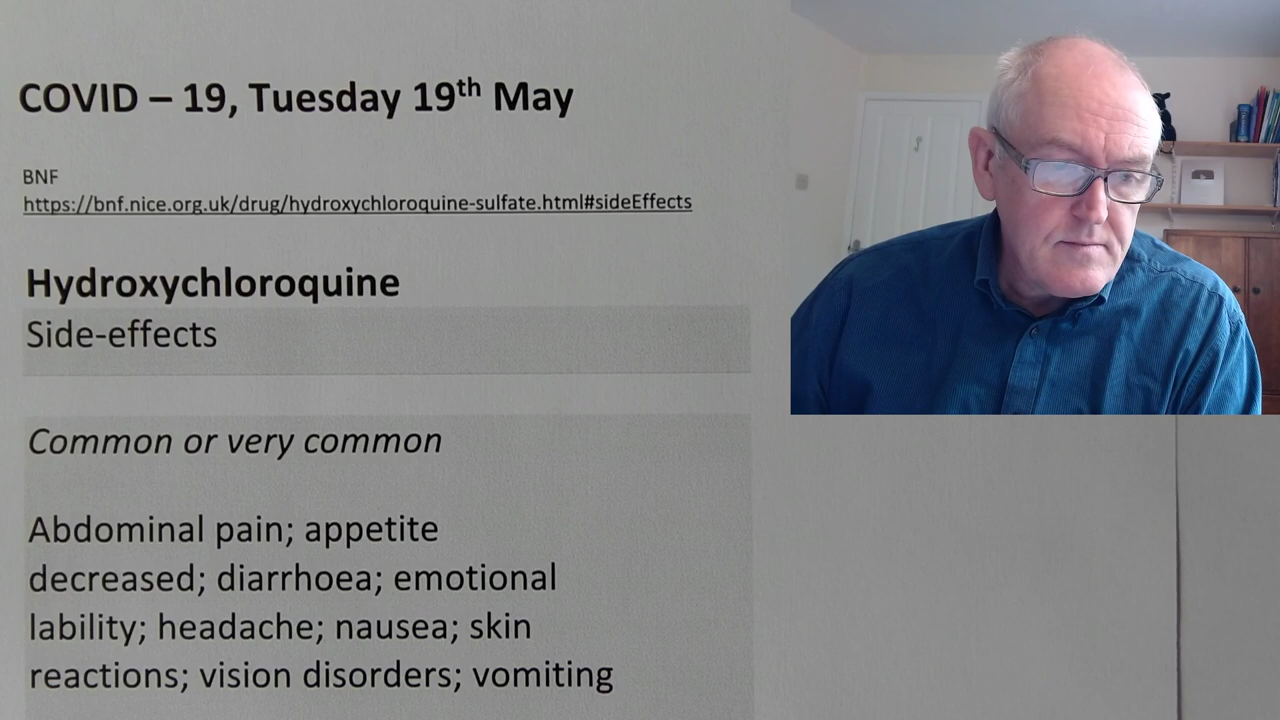 COVID – 19, Tuesday 19th May
BNF
https://bnf.nice.org.uk/drug/hydroxychloroquine-sulfate.html#sideEffects
Hydroxychloroquine
Side-effects
Common or very common
Abdominal pain; appetite
decreased; diarrhoea; emotional
lability; headache; nausea; skin
reactions; vision disorders; vomiting